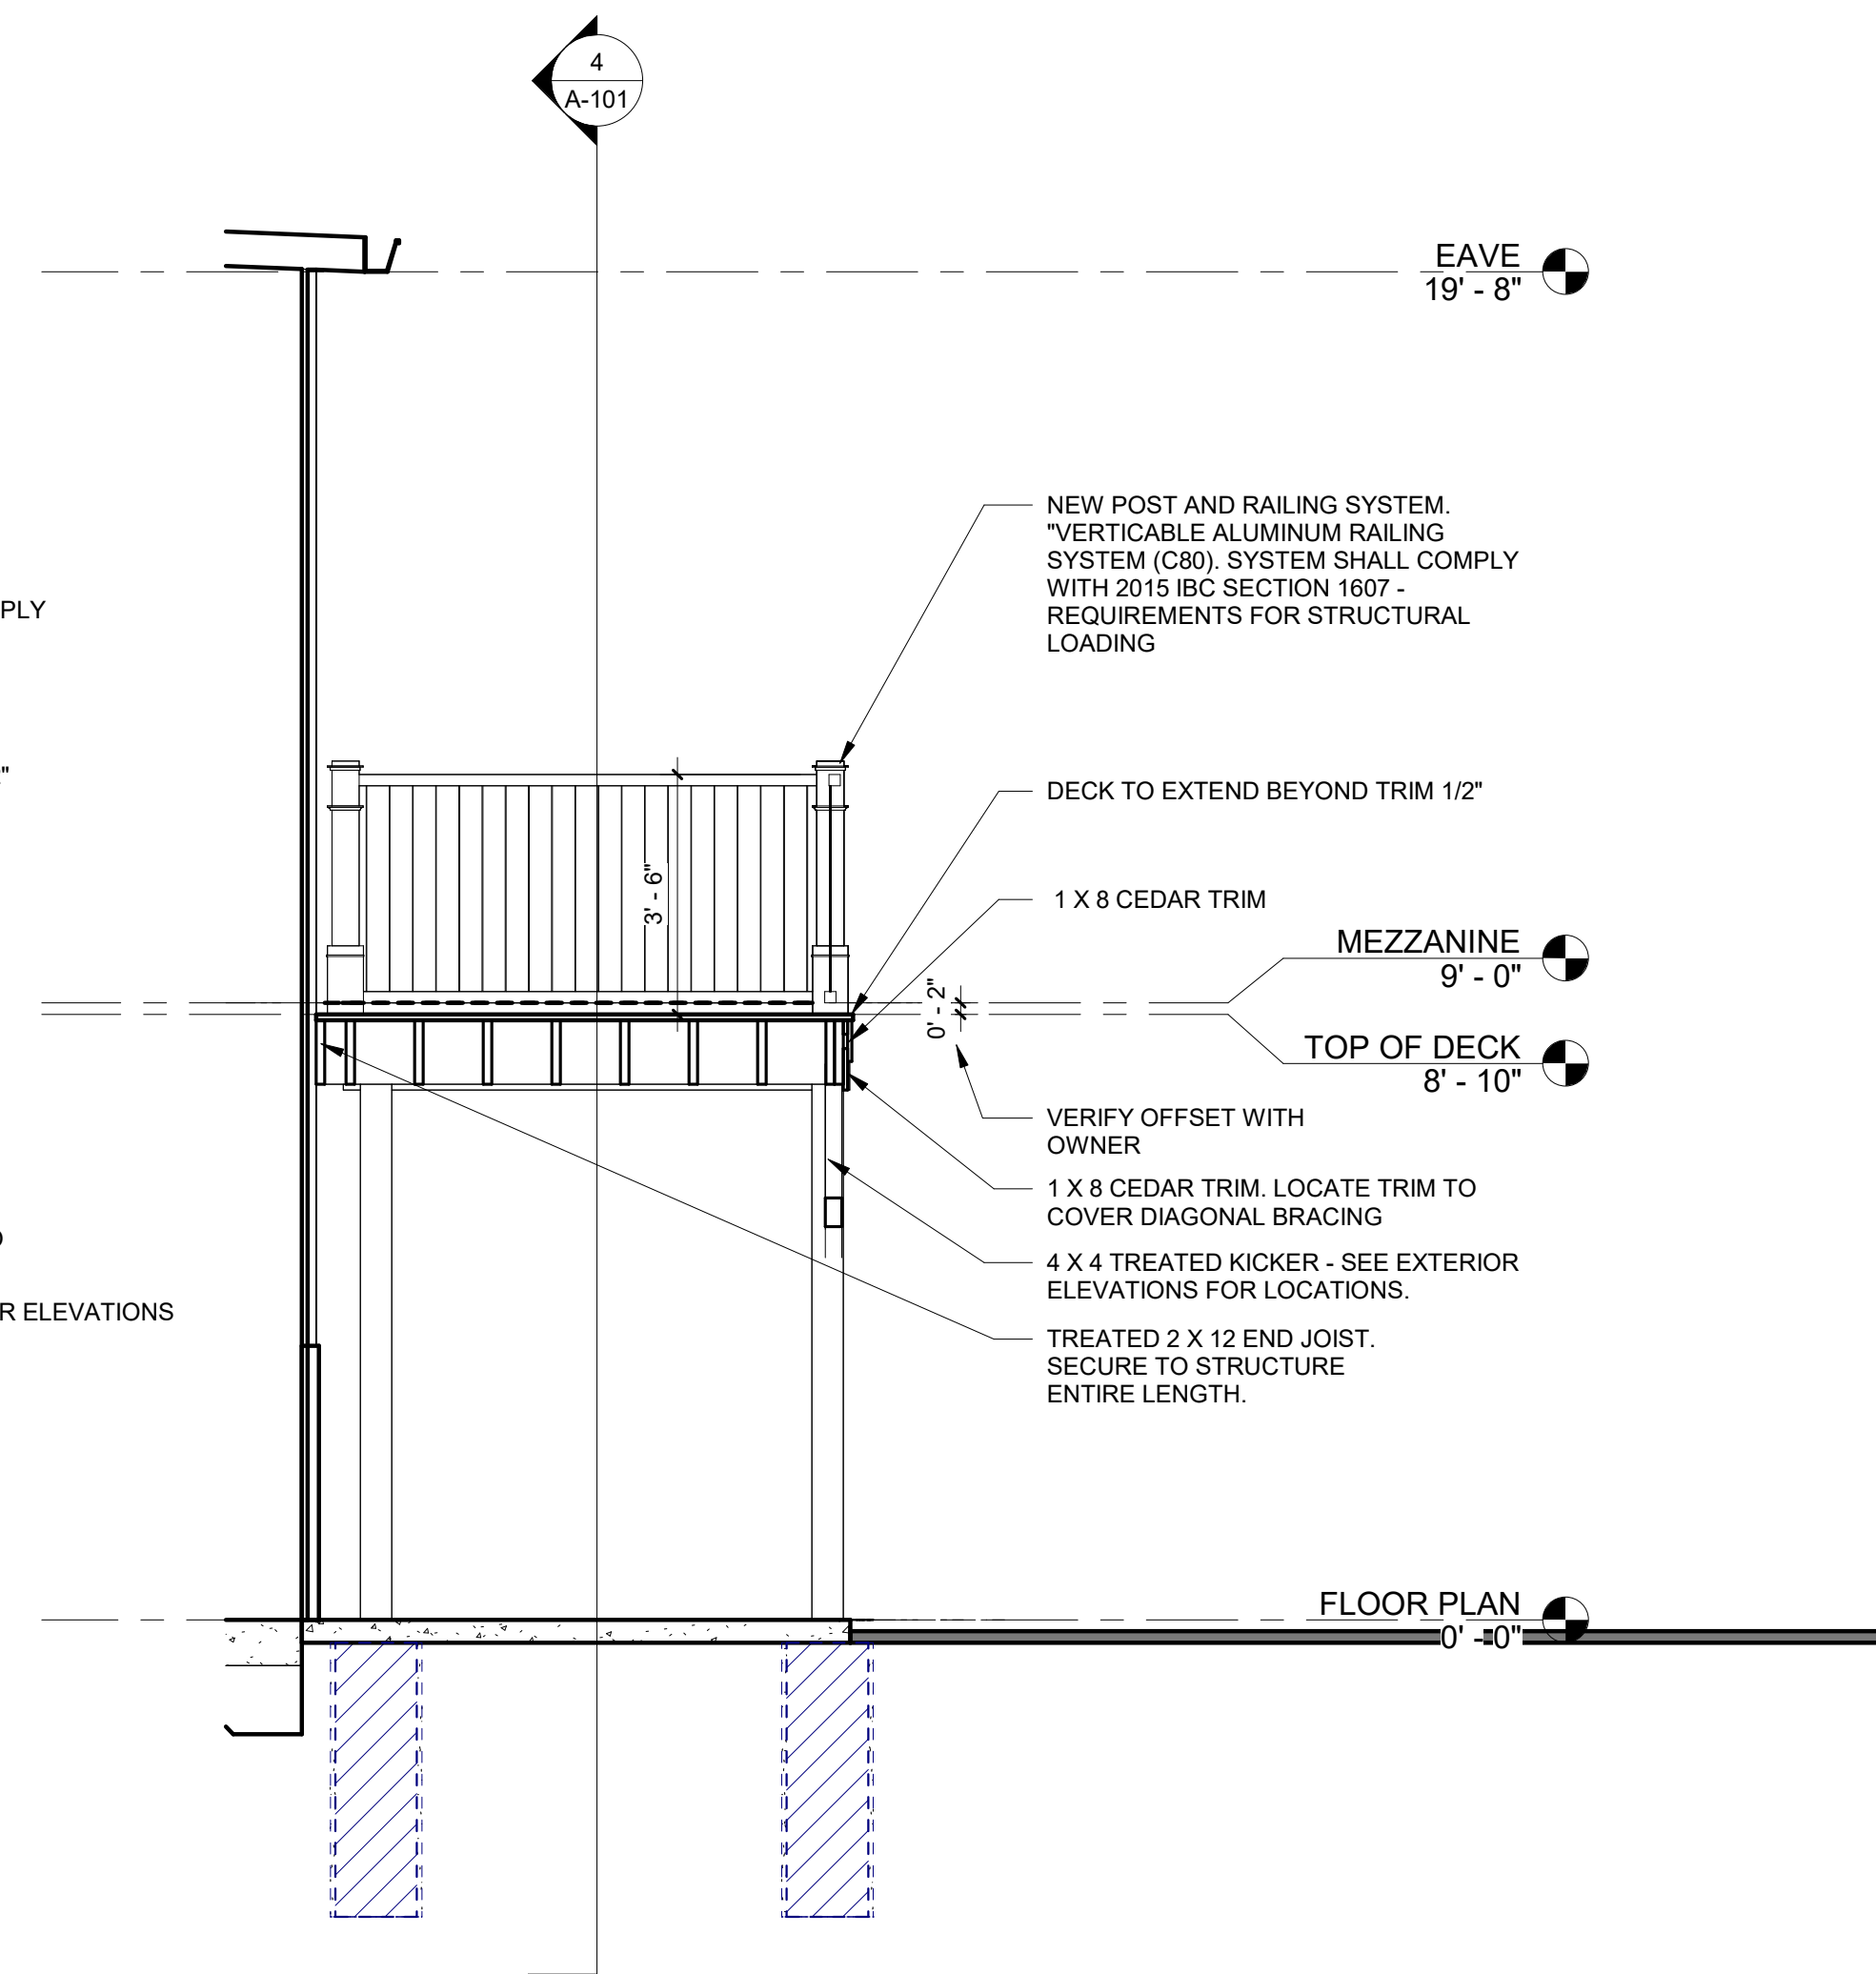 4
A-101
EAVE
19' - 8"
NEW POST AND RAILING SYSTEM.
"VERTICABLE ALUMINUM RAILING
SYSTEM (C80). SYSTEM SHALL COMPLY
WITH 2015 IBC SECTION 1607 -
REQUIREMENTS FOR STRUCTURAL
LOADING
PLY
"
DECK TO EXTEND BEYOND TRIM 1/2"
3' - 6"
1 X 8 CEDAR TRIM
MEZZANINE
9' - 0"
0' - 2"
TOP OF DECK
8' - 10"
VERIFY OFFSET WITH
OWNER
1 X 8 CEDAR TRIM. LOCATE TRIM TO
COVER DIAGONAL BRACING
4 X 4 TREATED KICKER - SEE EXTERIOR
ELEVATIONS FOR LOCATIONS.
R ELEVATIONS
TREATED 2 X 12 END JOIST.
SECURE TO STRUCTURE
ENTIRE LENGTH.
FLOOR PLAN
0' - 0"